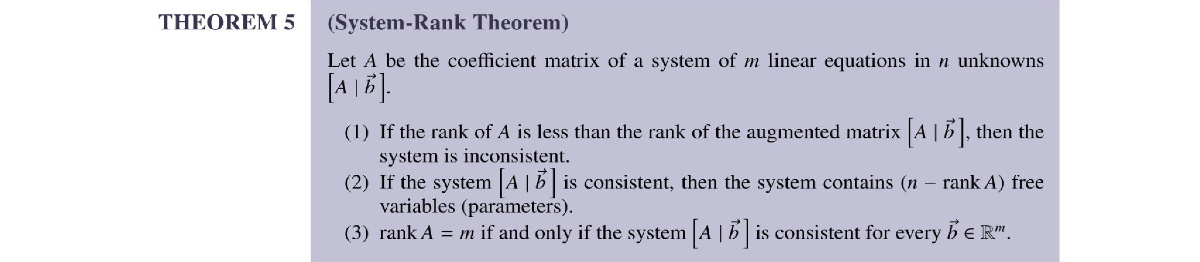 THEOREM 5 (System-Rank Theorem)
Let A be the coefficient matrix of a system of m linear equations in n unknowns
[A | b⃗].
(1) If the rank of A is less than the rank of the augmented matrix [A | b⃗], then the
system is inconsistent.
(2) If the system [A | b⃗] is consistent, then the system contains (n − rank A) free
variables (parameters).
(3) rank A = m if and only if the system [A | b⃗] is consistent for every b⃗ ∈ ℝᵐ.